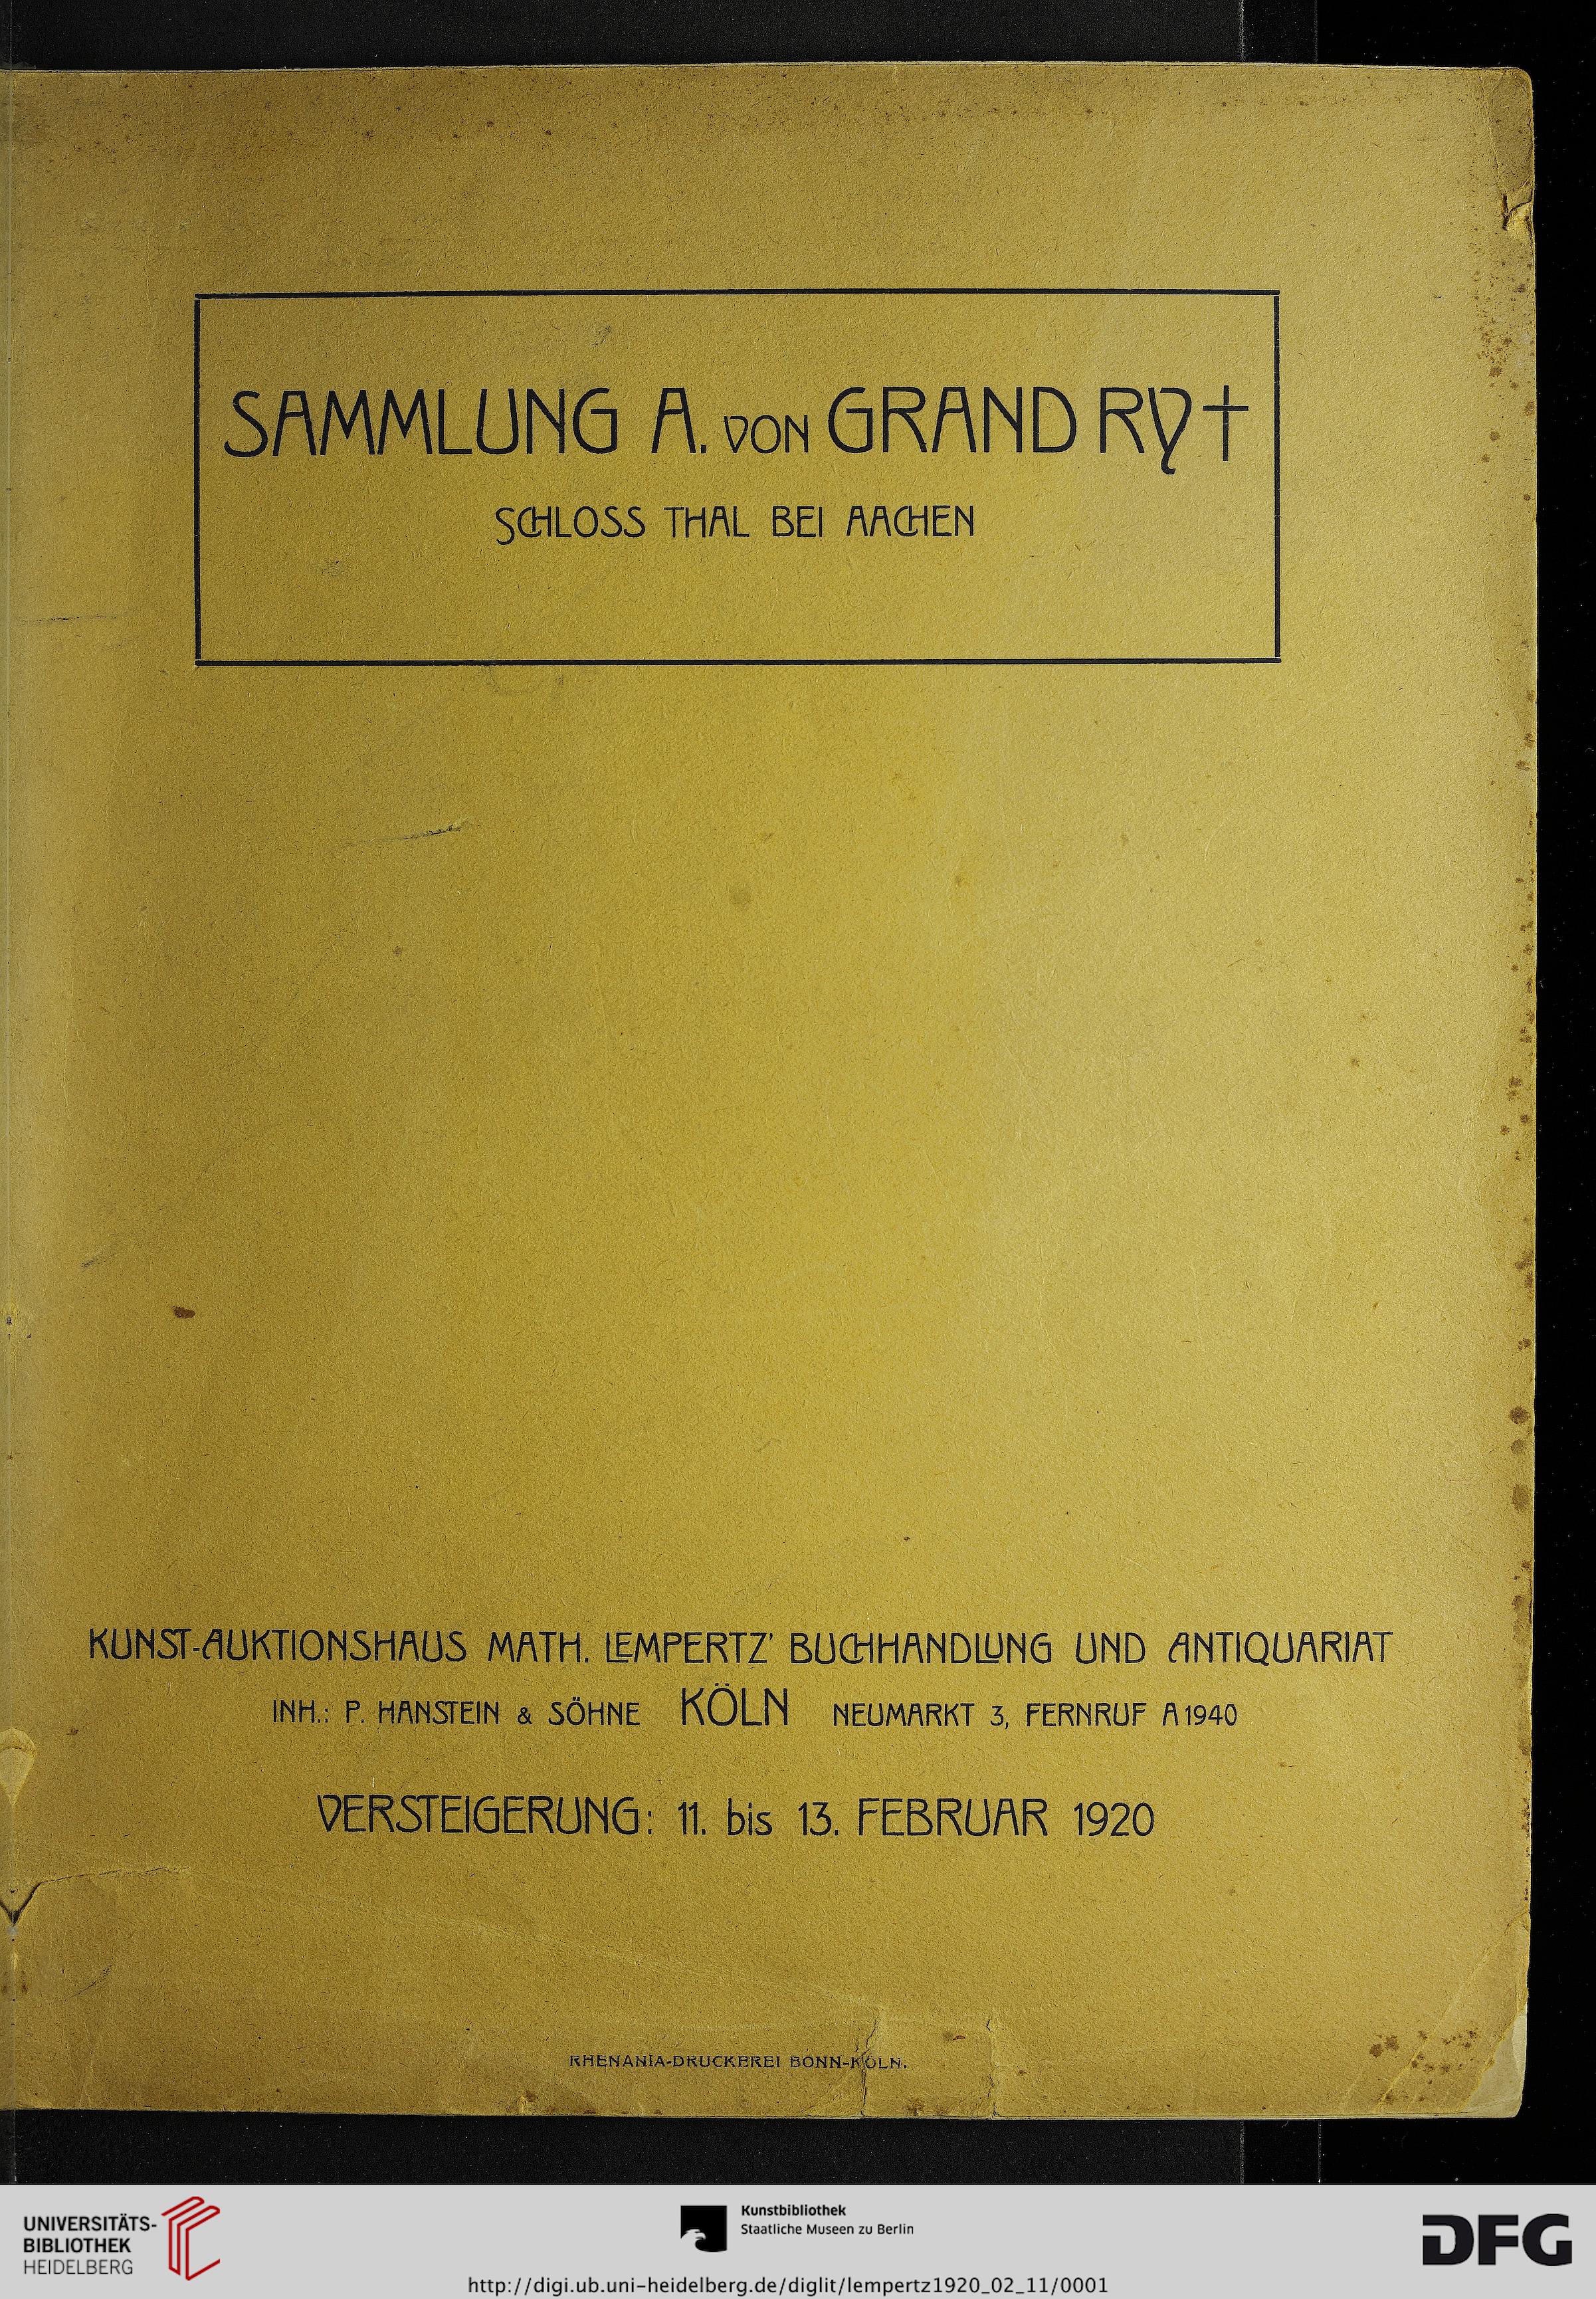 SAMMLUNG A. VON GRAND RY †
SCHLOSS THAL BEI AACHEN
KUNST-AUKTIONSHAUS MATH. LEMPERTZ' BUCHHANDLUNG UND ANTIQUARIAT
INH.: P. HANSTEIN & SÖHNE KÖLN NEUMARKT 3, FERNRUF A 1940
VERSTEIGERUNG: 11. bis 13. FEBRUAR 1920
RHENANIA-DRUCKEREI BONN-KÖLN.
UNIVERSITÄTS-
BIBLIOTHEK
HEIDELBERG
Kunstbibliothek
Staatliche Museen zu Berlin
DFG
http://digi.ub.uni-heidelberg.de/diglit/lempertz1920_02_11/0001